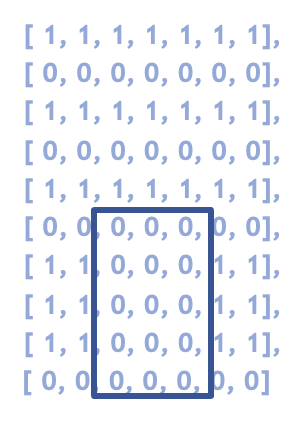 [ 1, 1, 1, 1, 1, 1, 1],
[ 0, 0, 0, 0, 0, 0, 0],
[ 1, 1, 1, 1, 1, 1, 1],
[ 0, 0, 0, 0, 0, 0, 0],
[ 1, 1, 1, 1, 1, 1, 1],
[ 0, 0, 0, 0, 0, 0, 0],
[ 1, 1, 0, 0, 0, 1, 1],
[ 1, 1, 0, 0, 0, 1, 1],
[ 1, 1, 0, 0, 0, 1, 1],
[ 0, 0, 0, 0, 0, 0, 0]